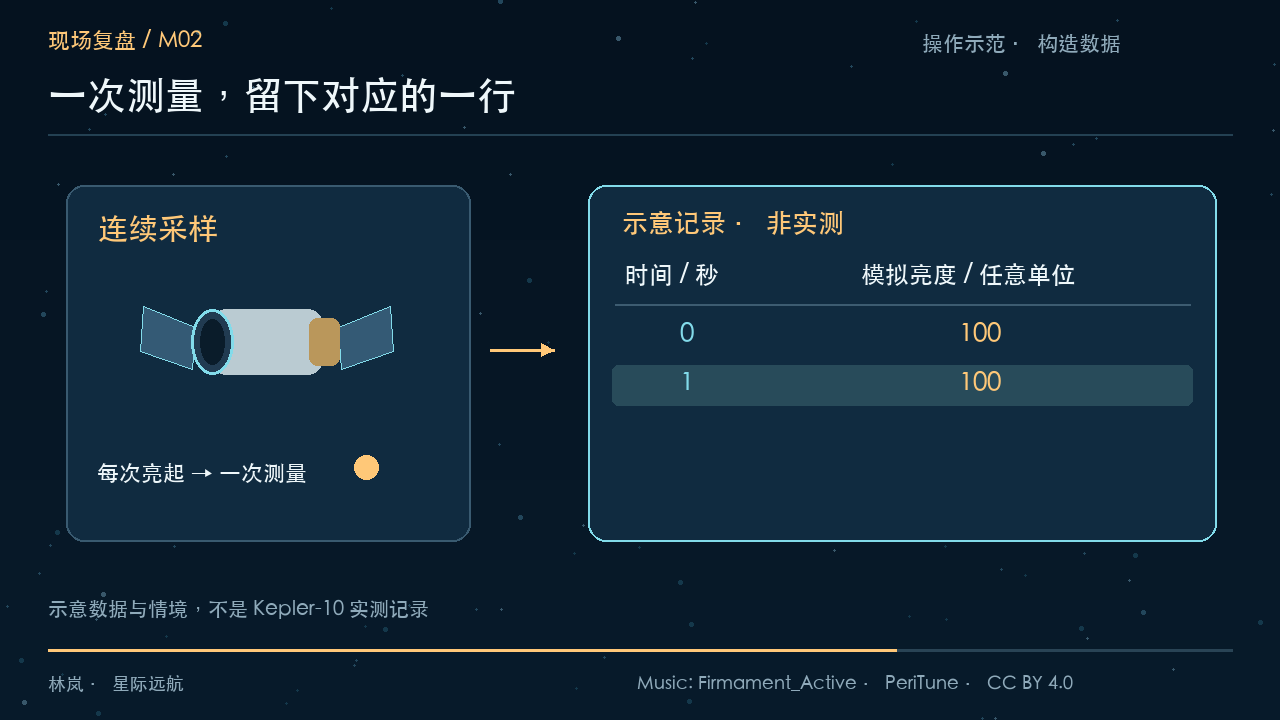 现场复盘 / M02
操作示范 · 构造数据
一次测量，留下对应的一行
连续采样
每次亮起 → 一次测量
示意记录 · 非实测
时间 / 秒 模拟亮度 / 任意单位
0 100
1 100
示意数据与情境，不是 Kepler-10 实测记录
林岚 · 星际远航
Music: Firmament_Active · PeriTune · CC BY 4.0